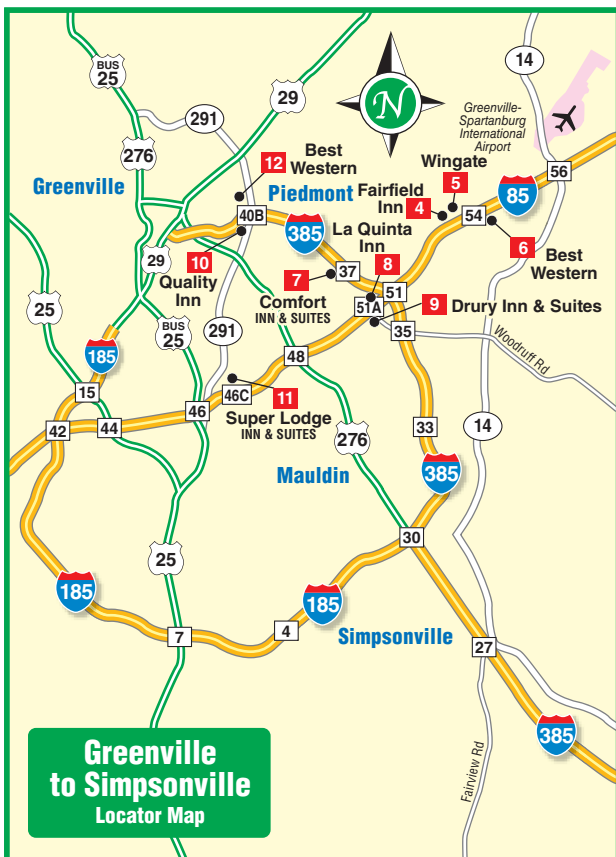 14
BUS
25
29
291
Greenville-
Spartanburg
International
Airport
N
276
Best
Western
12
Wingate
5
56
Greenville
Piedmont
Fairfield
Inn
4
54
85
40B
385
La Quinta
Inn
6
Best
Western
29
10
Quality
Inn
7
37
8
Comfort
INN & SUITES
51
51A
9
Drury Inn & Suites
25
BUS
25
291
35
Woodruff Rd
185
48
15
46C
11
Super Lodge
INN & SUITES
46
42
44
276
33
14
Mauldin
385
30
25
185
185
7
4
Simpsonville
27
385
Fairview Rd
Greenville
to Simpsonville
Locator Map